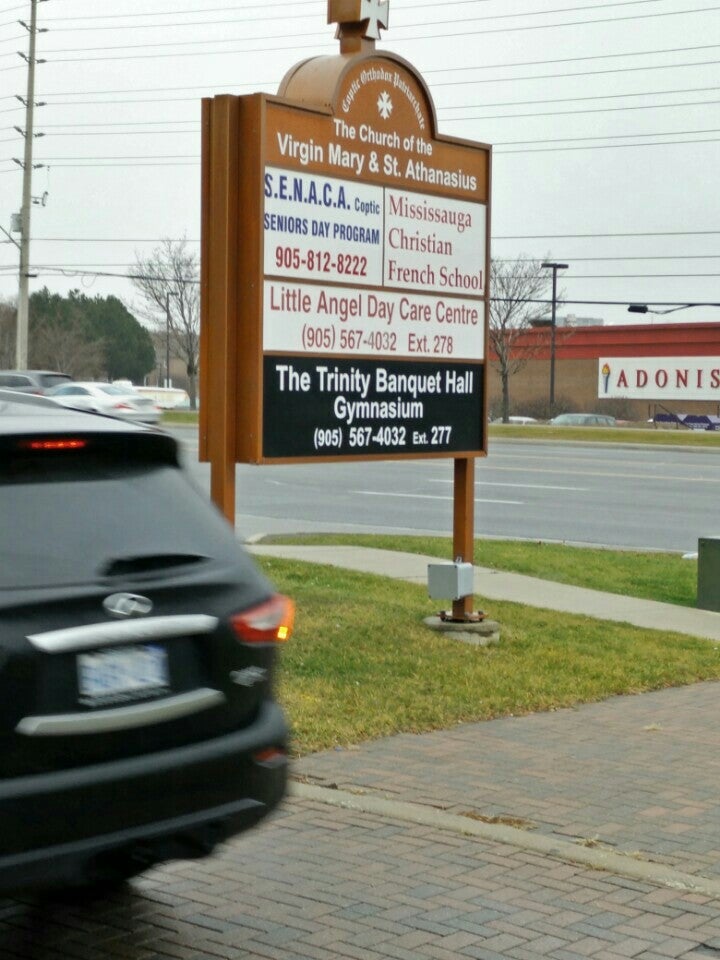 Coptic Orthodox Patriarchate
The Church of the
Virgin Mary & St. Athanasius
S.E.N.A.C.A. Coptic
SENIORS DAY PROGRAM
905-812-8222
Mississauga
Christian
French School
Little Angel Day Care Centre
(905) 567-4032 Ext. 278
The Trinity Banquet Hall
Gymnasium
(905) 567-4032 Ext. 277
ADONIS